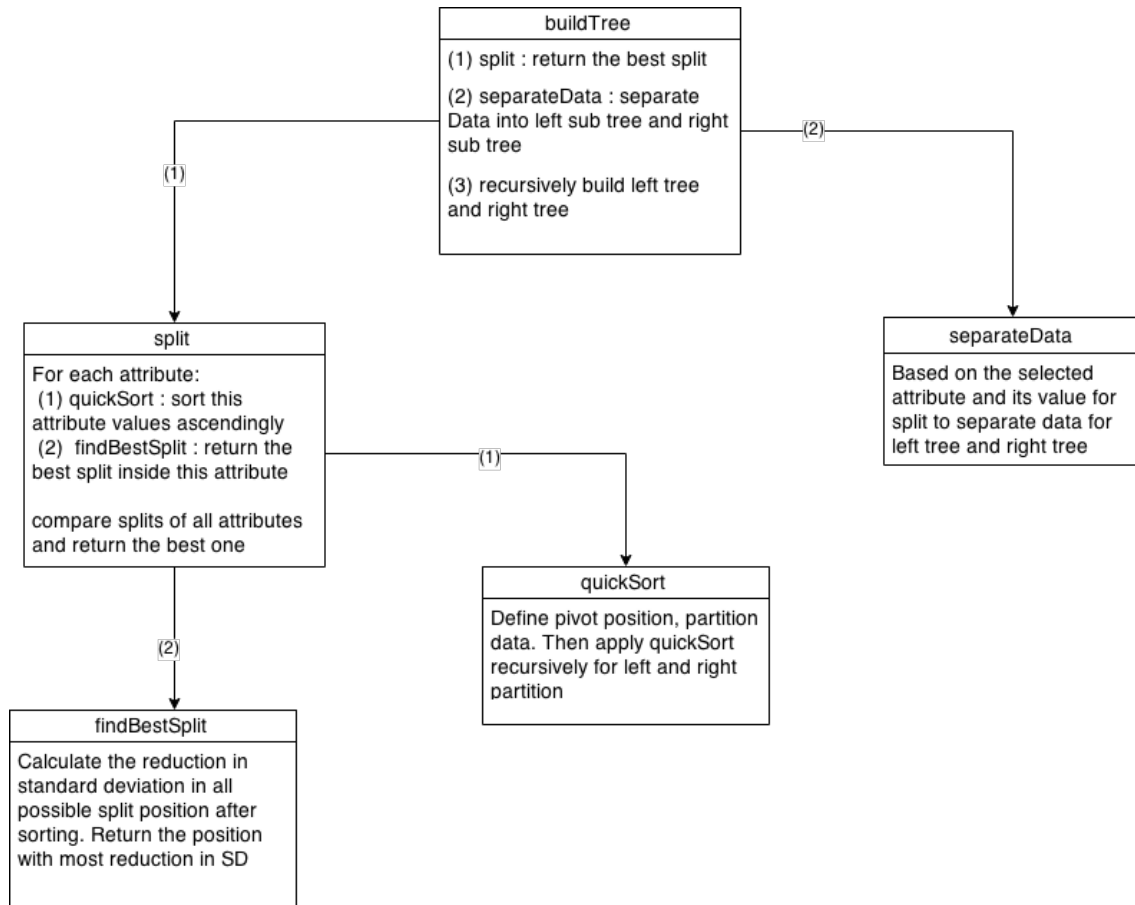 buildTree
(1) split : return the best split
(2) separateData : separate
Data into left sub tree and right
sub tree
(3) recursively build left tree
and right tree
(1)
(2)
split
For each attribute:
(1) quickSort : sort this
attribute values ascendingly
(2) findBestSplit : return the
best split inside this attribute
compare splits of all attributes
and return the best one
separateData
Based on the selected
attribute and its value for
split to separate data for
left tree and right tree
(1)
(2)
quickSort
Define pivot position, partition
data. Then apply quickSort
recursively for left and right
partition
findBestSplit
Calculate the reduction in
standard deviation in all
possible split position after
sorting. Return the position
with most reduction in SD